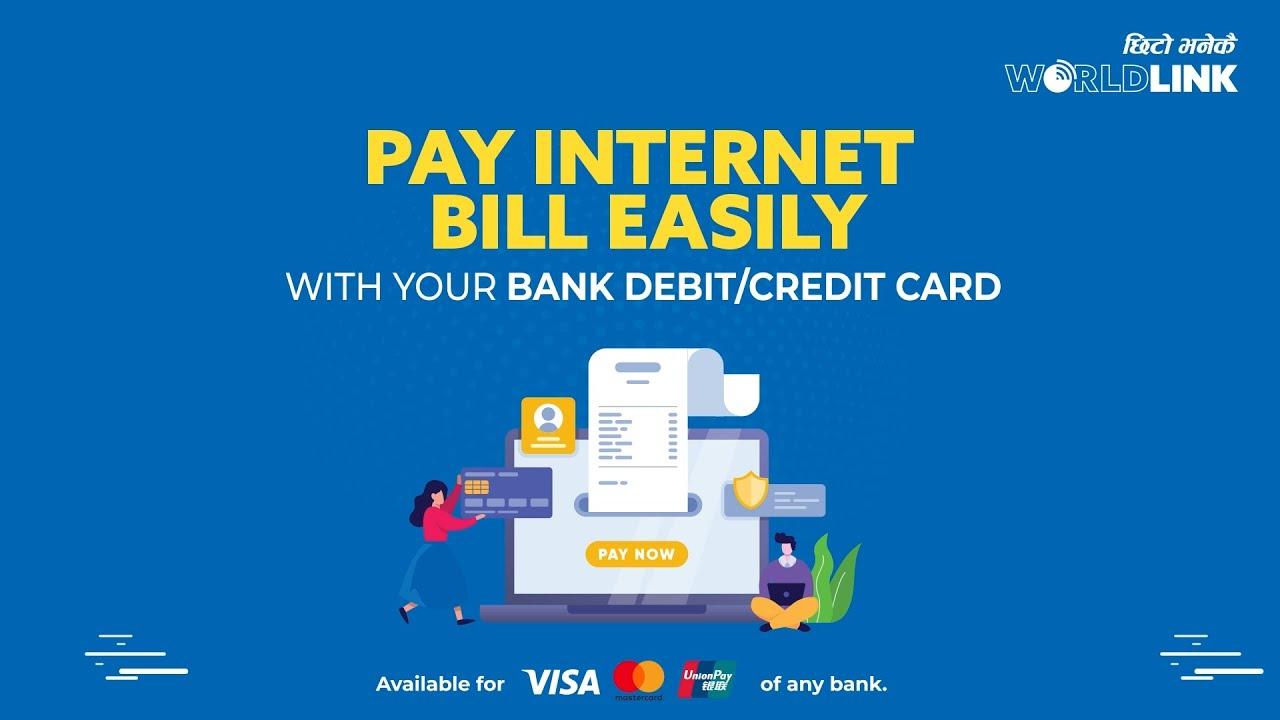 छिटो भनेकै
WORLDLINK
PAY INTERNET
BILL EASILY
WITH YOUR BANK DEBIT/CREDIT CARD
PAY NOW
Available for VISA mastercard UnionPay 银联 of any bank.